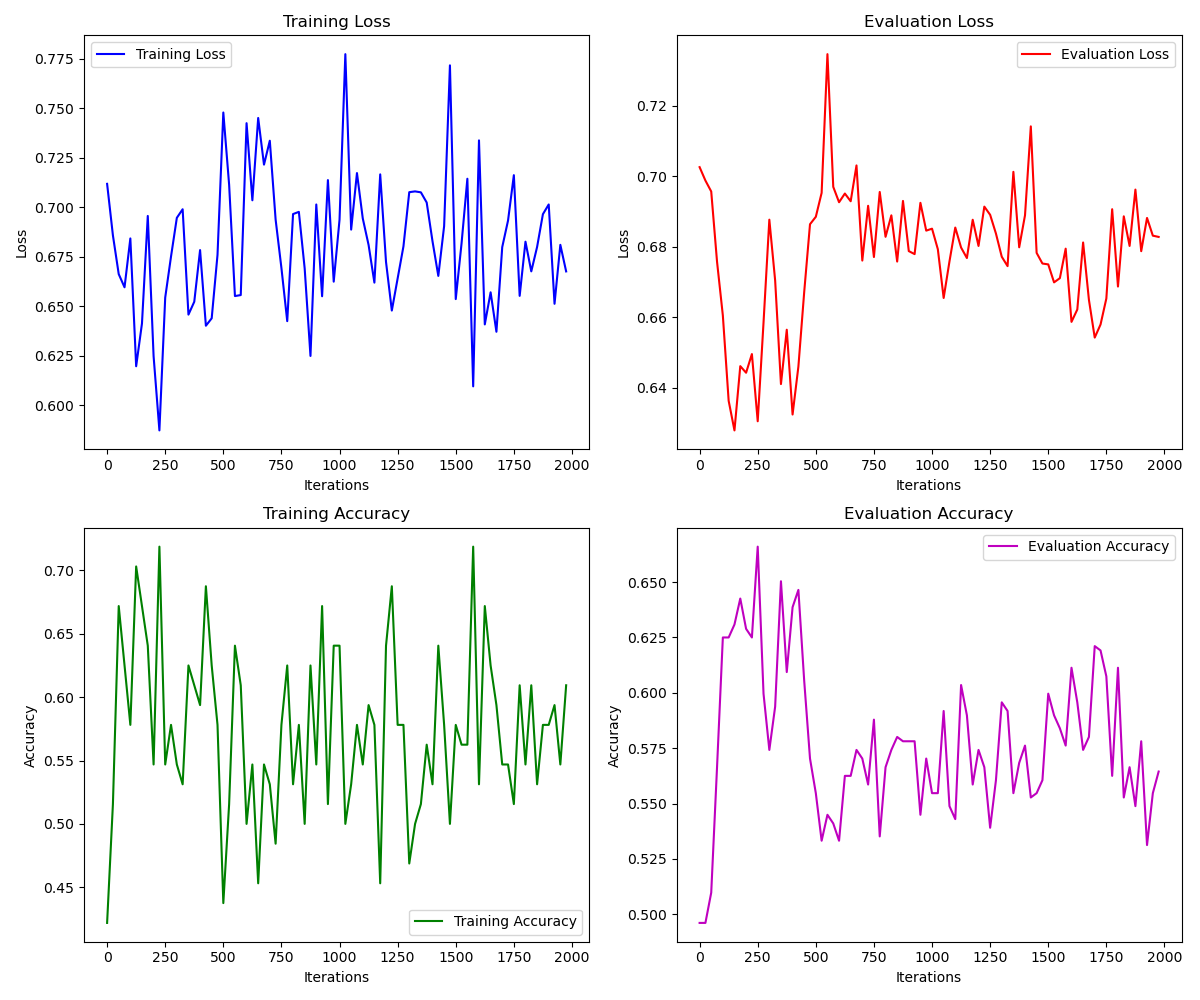 Training Loss
Training Loss
0.775
0.750
0.725
0.700
0.675
0.650
0.625
0.600
Loss
0 250 500 750 1000 1250 1500 1750 2000
Iterations
Evaluation Loss
Evaluation Loss
0.72
0.70
0.68
0.66
0.64
Loss
0 250 500 750 1000 1250 1500 1750 2000
Iterations
Training Accuracy
0.70
0.65
0.60
0.55
0.50
0.45
Accuracy
Training Accuracy
0 250 500 750 1000 1250 1500 1750 2000
Iterations
Evaluation Accuracy
Evaluation Accuracy
0.650
0.625
0.600
0.575
0.550
0.525
0.500
Accuracy
0 250 500 750 1000 1250 1500 1750 2000
Iterations